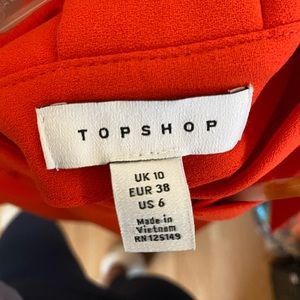 TOPSHOP
UK 10
EUR 38
US 6
Made in
Vietnam
RN 125149